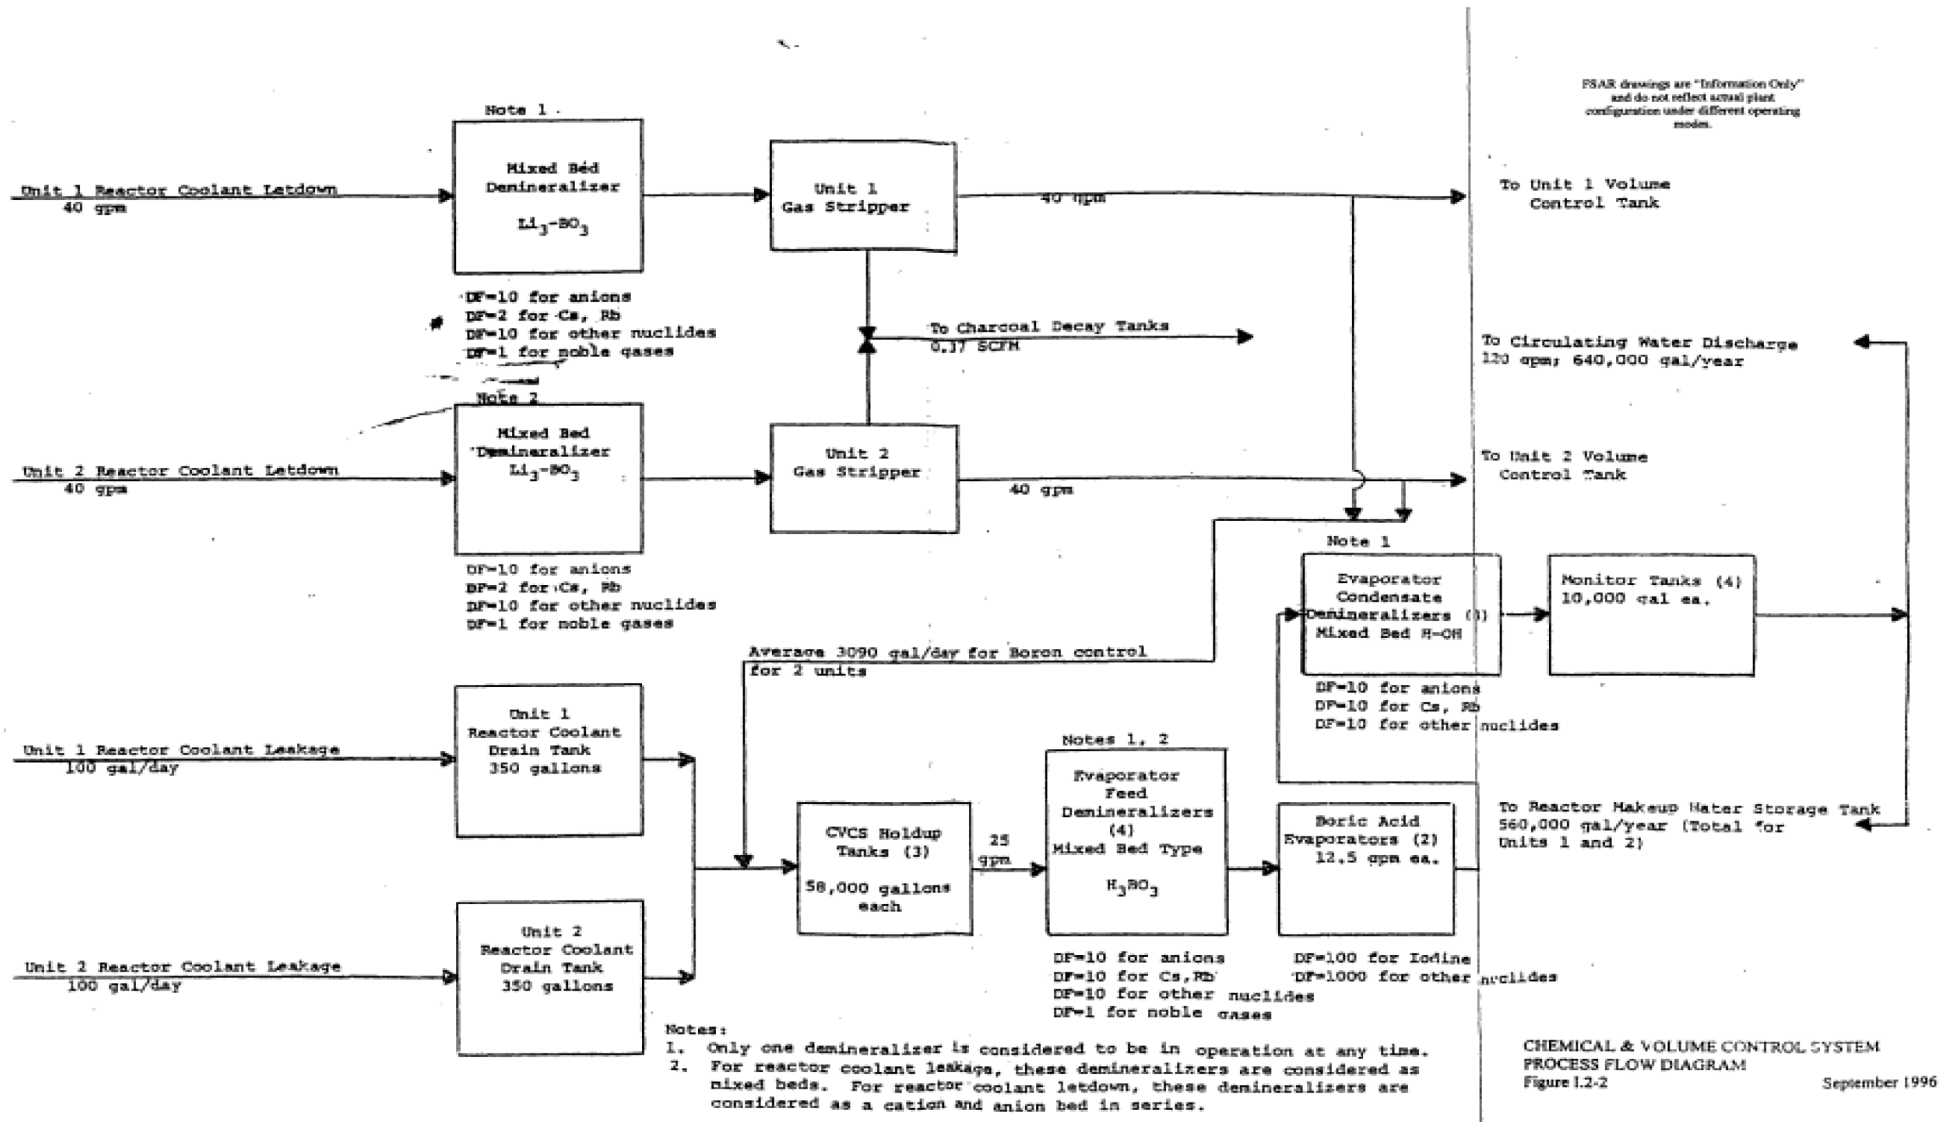 FSAR drawings are "Information Only"
and do not reflect actual plant
configuration under different operating
modes.
Note 1
Mixed Bed
Demineralizer
Li3-BO3
Unit 1 Reactor Coolant Letdown
40 gpm
Unit 1
Gas Stripper
40 gpm
To Unit 1 Volume
Control Tank
DF=10 for anions
DF=2 for Cs, Rb
DF=10 for other nuclides
DF=1 for noble gases
To Charcoal Decay Tanks
0.37 SCFM
To Circulating Water Discharge
120 gpm; 640,000 gal/year
Note 2
Mixed Bed
Demineralizer
Li3-BO3
Unit 2 Reactor Coolant Letdown
40 gpm
Unit 2
Gas Stripper
40 gpm
To Unit 2 Volume
Control Tank
DF=10 for anions
DF=2 for Cs, Rb
DF=10 for other nuclides
DF=1 for noble gases
Note 1
Evaporator
Condensate
Demineralizers
Mixed Bed H-OH
Monitor Tanks (4)
10,000 gal ea.
Average 3090 gal/day for Boron control
for 2 units
DF=10 for anions
DF=10 for Cs, Rb
DF=10 for other nuclides
Unit 1
Reactor Coolant
Drain Tank
350 gallons
Unit 1 Reactor Coolant Leakage
100 gal/day
Notes 1, 2
Evaporator
Feed
Demineralizers
(4)
Mixed Bed Type
H3BO3
CVCS Holdup
Tanks (3)
58,000 gallons
each
25
gpm
Boric Acid
Evaporators (2)
12.5 gpm ea.
To Reactor Makeup Water Storage Tank
560,000 gal/year (Total for
Units 1 and 2)
Unit 2
Reactor Coolant
Drain Tank
350 gallons
Unit 2 Reactor Coolant Leakage
100 gal/day
DF=10 for anions
DF=10 for Cs,Rb
DF=10 for other nuclides
DF=1 for noble gases
DF=100 for Iodine
DF=1000 for other nuclides
Notes:
1. Only one demineralizer is considered to be in operation at any time.
2. For reactor coolant leakage, these demineralizers are considered as
mixed beds. For reactor coolant letdown, these demineralizers are
considered as a cation and anion bed in series.
CHEMICAL & VOLUME CONTROL SYSTEM
PROCESS FLOW DIAGRAM
Figure I.2-2
September 1996